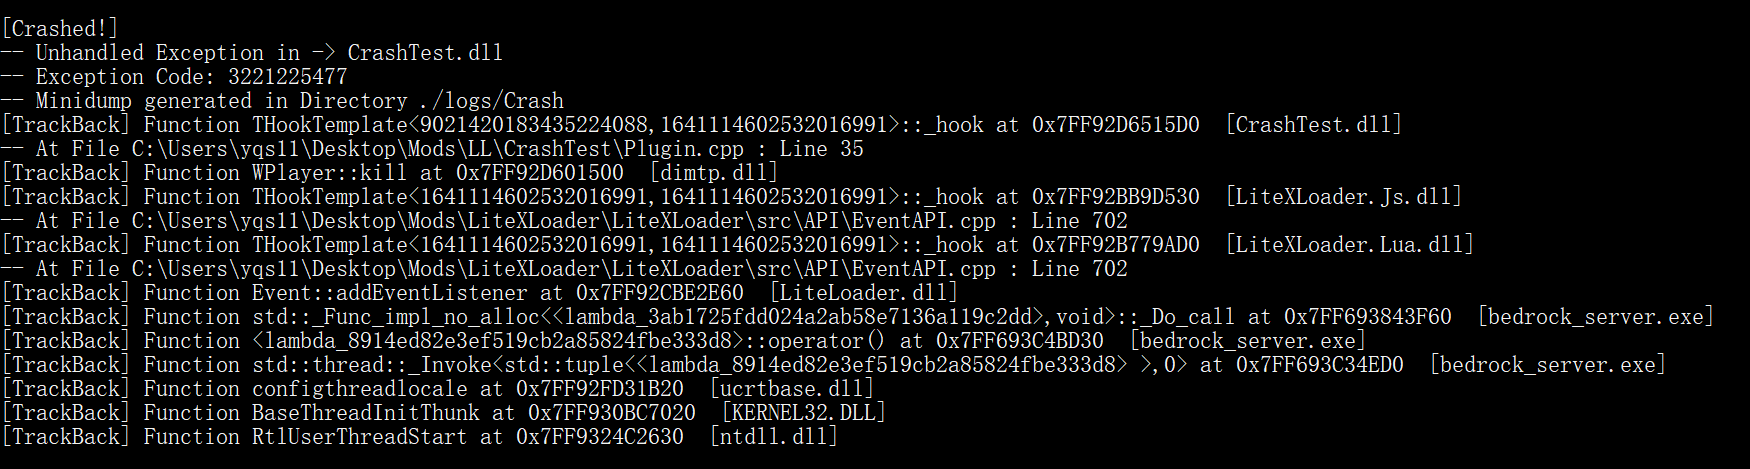 [Crashed!]
-- Unhandled Exception in -> CrashTest.dll
-- Exception Code: 3221225477
-- Minidump generated in Directory ./logs/Crash
[TrackBack] Function THookTemplate<9021420183435224088,1641114602532016991>::_hook at 0x7FF92D6515D0  [CrashTest.dll]
-- At File C:\Users\yqs11\Desktop\Mods\LL\CrashTest\Plugin.cpp : Line 35
[TrackBack] Function WPlayer::kill at 0x7FF92D601500  [dimtp.dll]
[TrackBack] Function THookTemplate<1641114602532016991,1641114602532016991>::_hook at 0x7FF92BB9D530  [LiteXLoader.Js.dll]
-- At File C:\Users\yqs11\Desktop\Mods\LiteXLoader\LiteXLoader\src\API\EventAPI.cpp : Line 702
[TrackBack] Function THookTemplate<1641114602532016991,1641114602532016991>::_hook at 0x7FF92B779AD0  [LiteXLoader.Lua.dll]
-- At File C:\Users\yqs11\Desktop\Mods\LiteXLoader\LiteXLoader\src\API\EventAPI.cpp : Line 702
[TrackBack] Function Event::addEventListener at 0x7FF92CBE2E60  [LiteLoader.dll]
[TrackBack] Function std::_Func_impl_no_alloc<<lambda_3ab1725fdd024a2ab58e7136a119c2dd>,void>::_Do_call at 0x7FF693843F60  [bedrock_server.exe]
[TrackBack] Function <lambda_8914ed82e3ef519cb2a85824fbe333d8>::operator() at 0x7FF693C4BD30  [bedrock_server.exe]
[TrackBack] Function std::thread::_Invoke<std::tuple<<lambda_8914ed82e3ef519cb2a85824fbe333d8> >,0> at 0x7FF693C34ED0  [bedrock_server.exe]
[TrackBack] Function configthreadlocale at 0x7FF92FD31B20  [ucrtbase.dll]
[TrackBack] Function BaseThreadInitThunk at 0x7FF930BC7020  [KERNEL32.DLL]
[TrackBack] Function RtlUserThreadStart at 0x7FF9324C2630  [ntdll.dll]